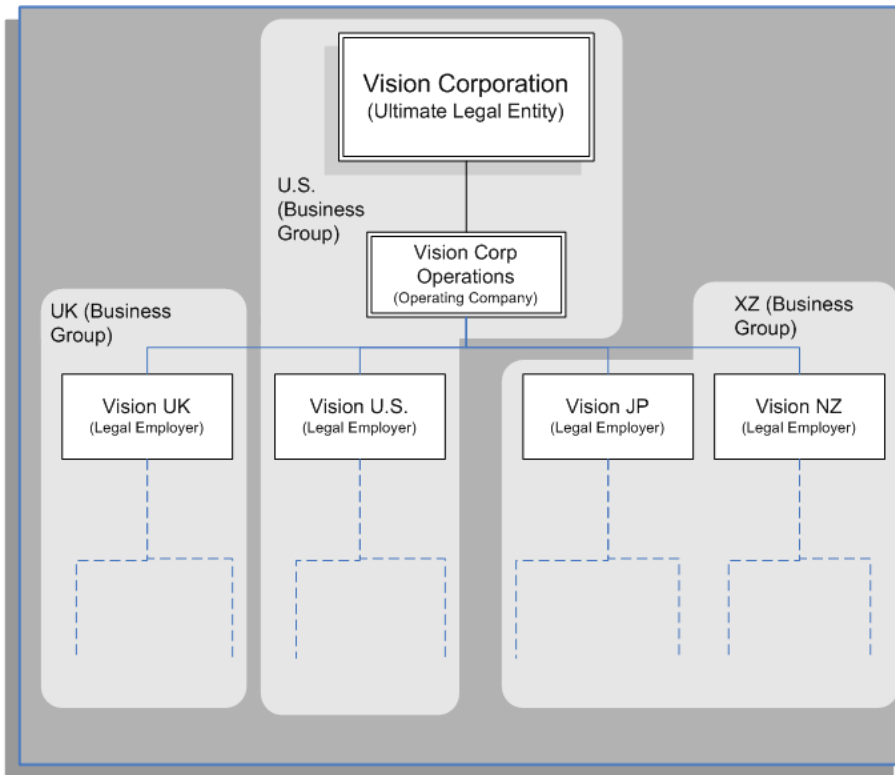 Vision Corporation
(Ultimate Legal Entity)
U.S.
(Business
Group)
Vision Corp
Operations
(Operating Company)
UK (Business
Group)
XZ (Business
Group)
Vision UK
(Legal Employer)
Vision U.S.
(Legal Employer)
Vision JP
(Legal Employer)
Vision NZ
(Legal Employer)